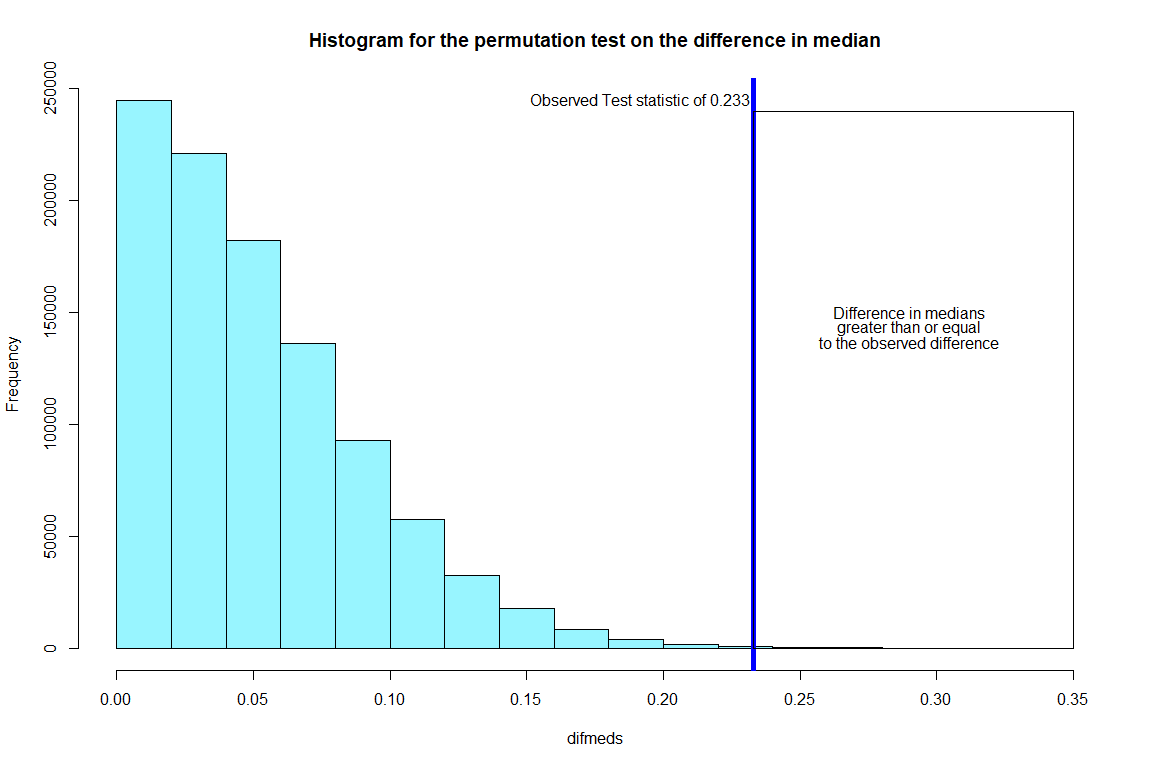 Histogram for the permutation test on the difference in median
Observed Test statistic of 0.233
Difference in medians
greater than or equal
to the observed difference
Frequency
250000
200000
150000
100000
50000
0
0.00 0.05 0.10 0.15 0.20 0.25 0.30 0.35
difmeds